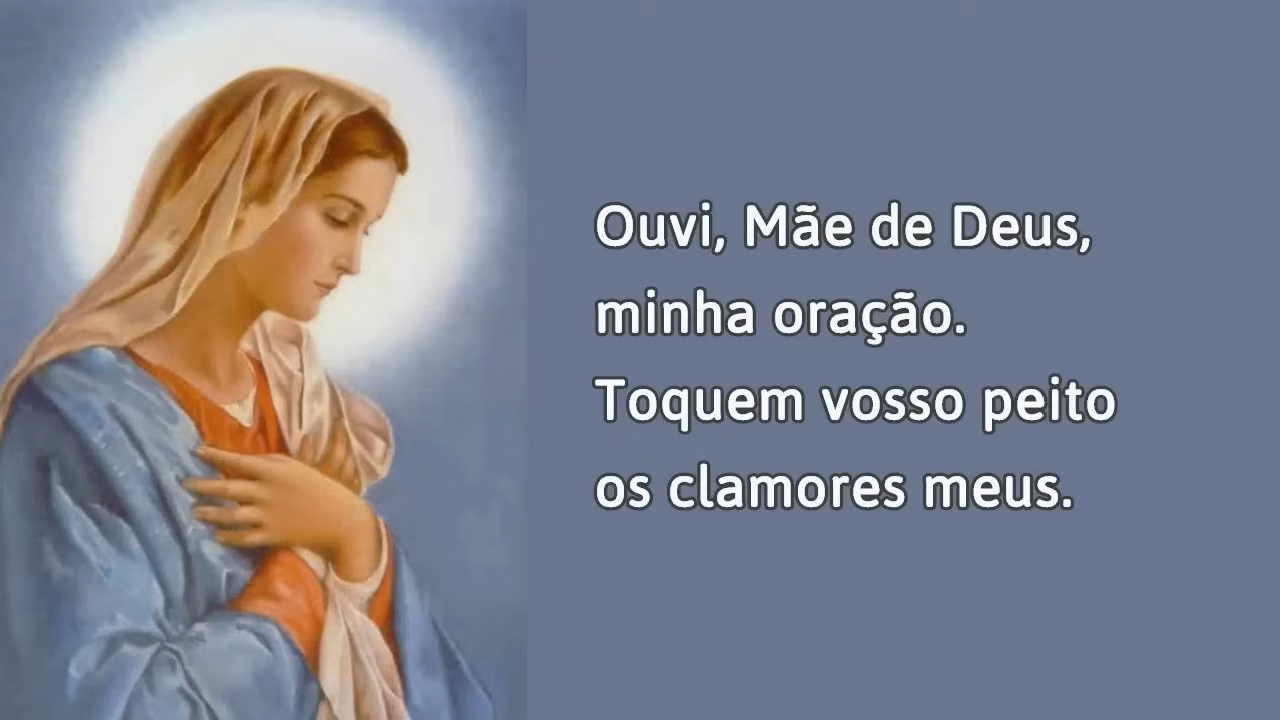 Ouvi, Mãe de Deus,
minha oração.
Toquem vosso peito
os clamores meus.